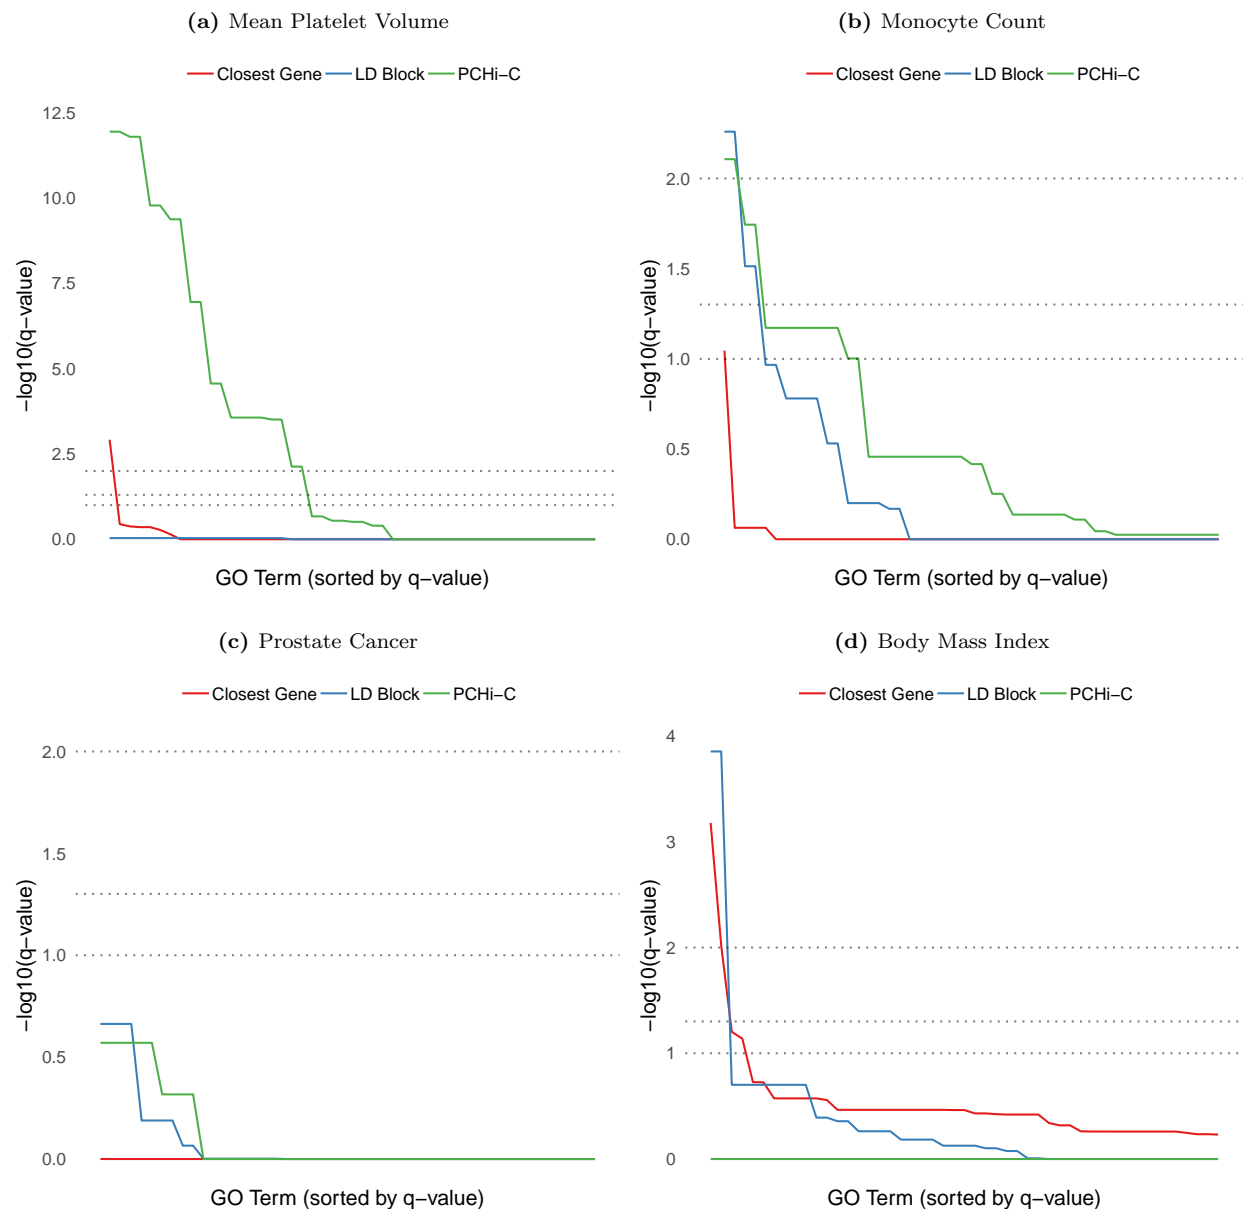 (a) Mean Platelet Volume
Closest Gene LD Block PCHi-C
12.5
10.0
7.5
5.0
2.5
0.0
−log10(q−value)
GO Term (sorted by q−value)
(b) Monocyte Count
Closest Gene LD Block PCHi-C
2.0
1.5
1.0
0.5
0.0
−log10(q−value)
GO Term (sorted by q−value)
(c) Prostate Cancer
Closest Gene LD Block PCHi-C
2.0
1.5
1.0
0.5
0.0
−log10(q−value)
GO Term (sorted by q−value)
(d) Body Mass Index
Closest Gene LD Block PCHi-C
4
3
2
1
0
−log10(q−value)
GO Term (sorted by q−value)